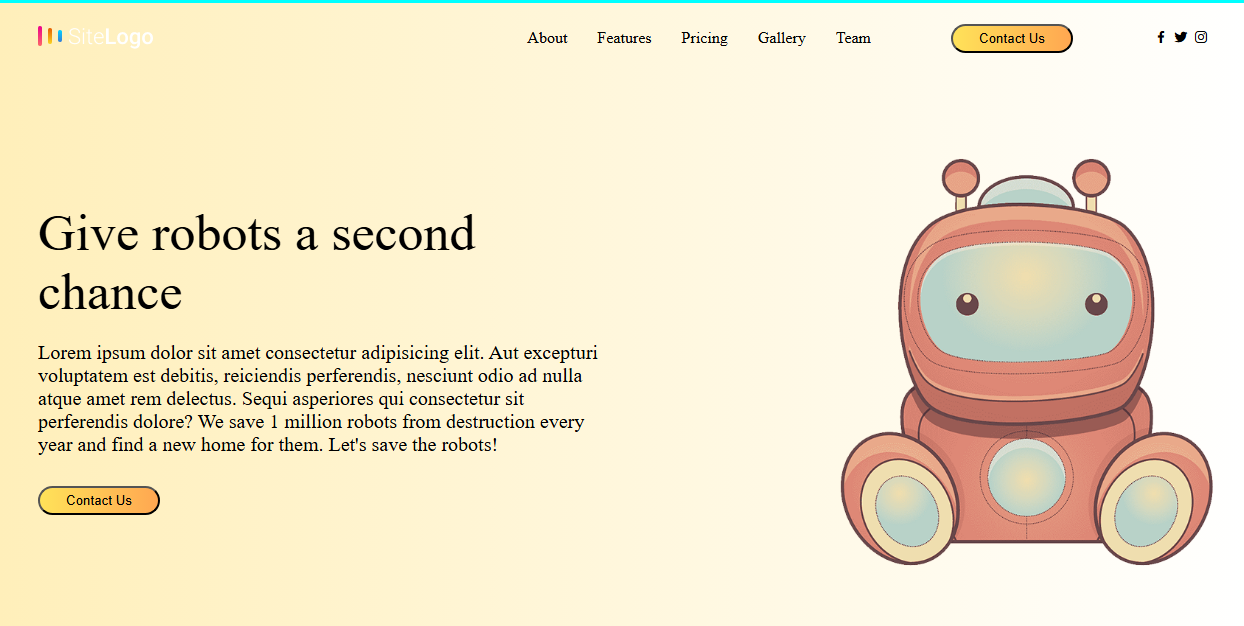 SiteLogo
About Features Pricing Gallery Team Contact Us
Give robots a second
chance
Lorem ipsum dolor sit amet consectetur adipisicing elit. Aut excepturi
voluptatem est debitis, reiciendis perferendis, nesciunt odio ad nulla
atque amet rem delectus. Sequi asperiores qui consectetur sit
perferendis dolore? We save 1 million robots from destruction every
year and find a new home for them. Let's save the robots!
Contact Us